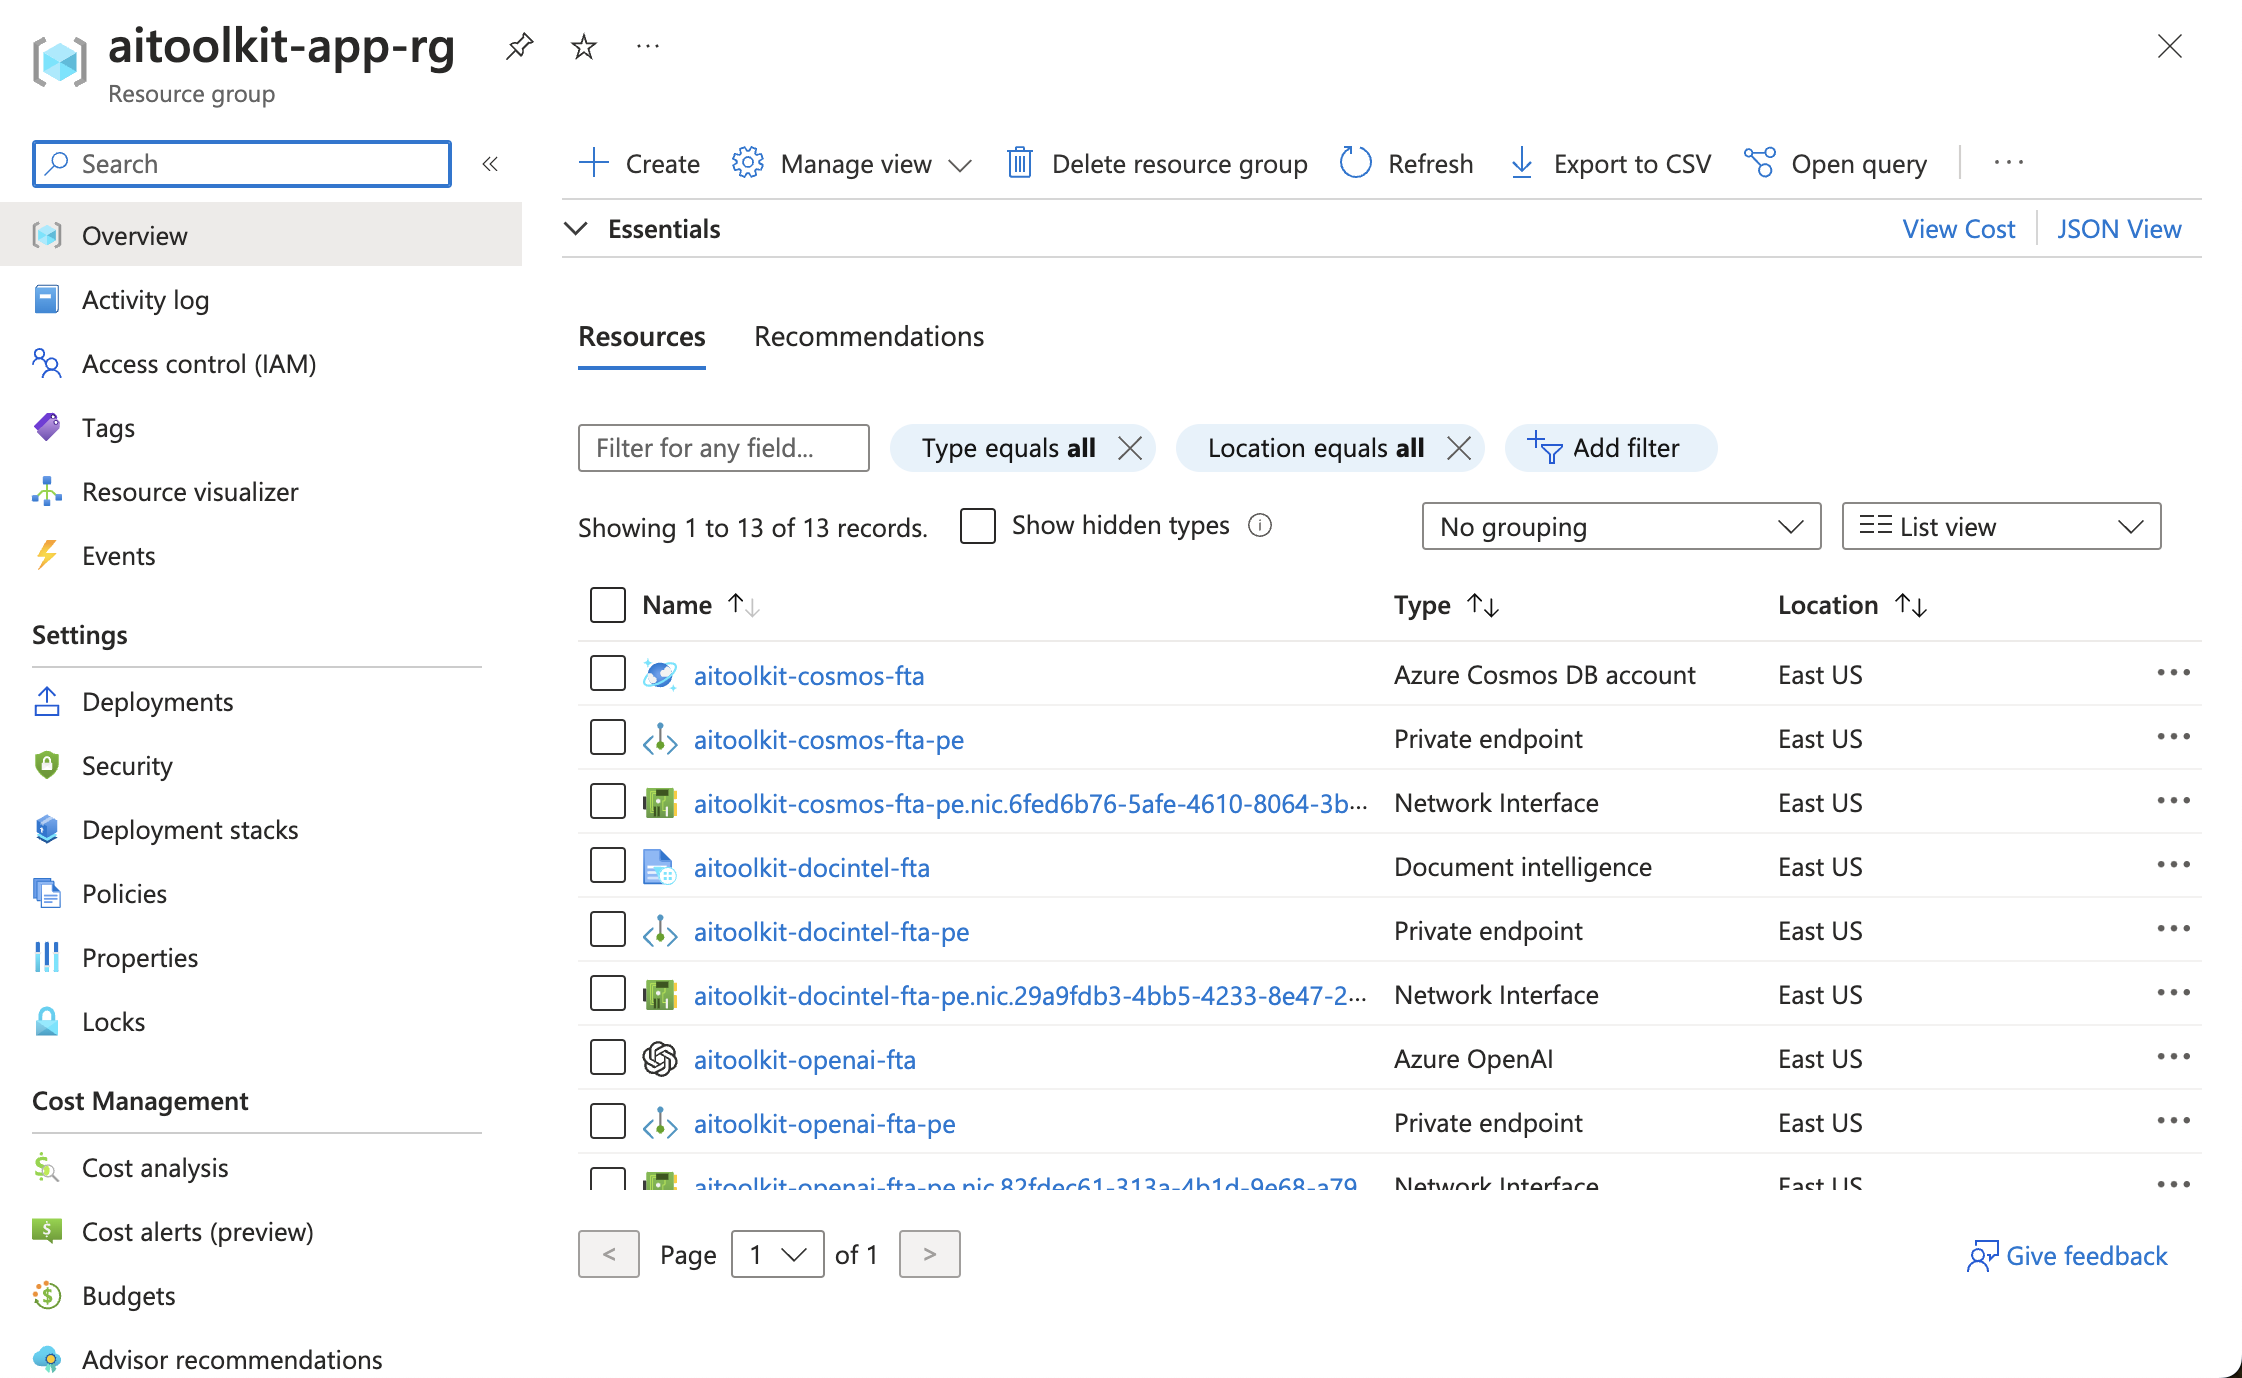 aitoolkit-app-rg
Resource group
Search
Overview
Activity log
Access control (IAM)
Tags
Resource visualizer
Events
Settings
Deployments
Security
Deployment stacks
Policies
Properties
Locks
Cost Management
Cost analysis
Cost alerts (preview)
Budgets
Advisor recommendations
Create Manage view Delete resource group Refresh Export to CSV Open query
Essentials View Cost JSON View
Resources Recommendations
Filter for any field... Type equals all Location equals all Add filter
Showing 1 to 13 of 13 records. Show hidden types No grouping List view
Name Type Location
aitoolkit-cosmos-fta Azure Cosmos DB account East US
aitoolkit-cosmos-fta-pe Private endpoint East US
aitoolkit-cosmos-fta-pe.nic.6fed6b76-5afe-4610-8064-3b... Network Interface East US
aitoolkit-docintel-fta Document intelligence East US
aitoolkit-docintel-fta-pe Private endpoint East US
aitoolkit-docintel-fta-pe.nic.29a9fdb3-4bb5-4233-8e47-2... Network Interface East US
aitoolkit-openai-fta Azure OpenAI East US
aitoolkit-openai-fta-pe Private endpoint East US
aitoolkit-openai-fta-pe.nic.82fdec61-313a-4b1d-9e68-a79 Network Interface East US
< Page 1 of 1 > Give feedback